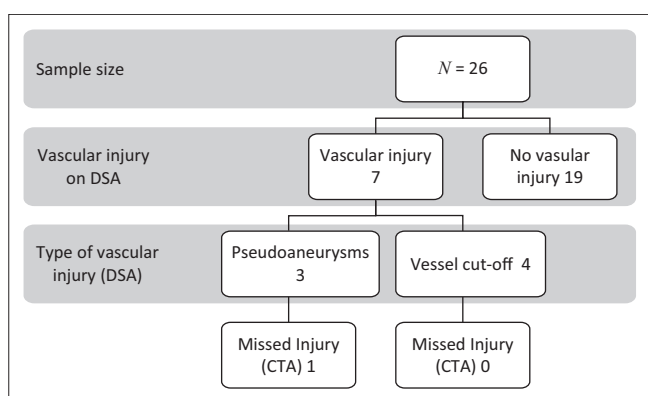 Sample size
N = 26
Vascular injury
on DSA
Vascular injury
7
No vasular
injury 19
Type of vascular
injury (DSA)
Pseudoaneurysms
3
Vessel cut-off 4
Missed Injury
(CTA) 1
Missed Injury
(CTA) 0